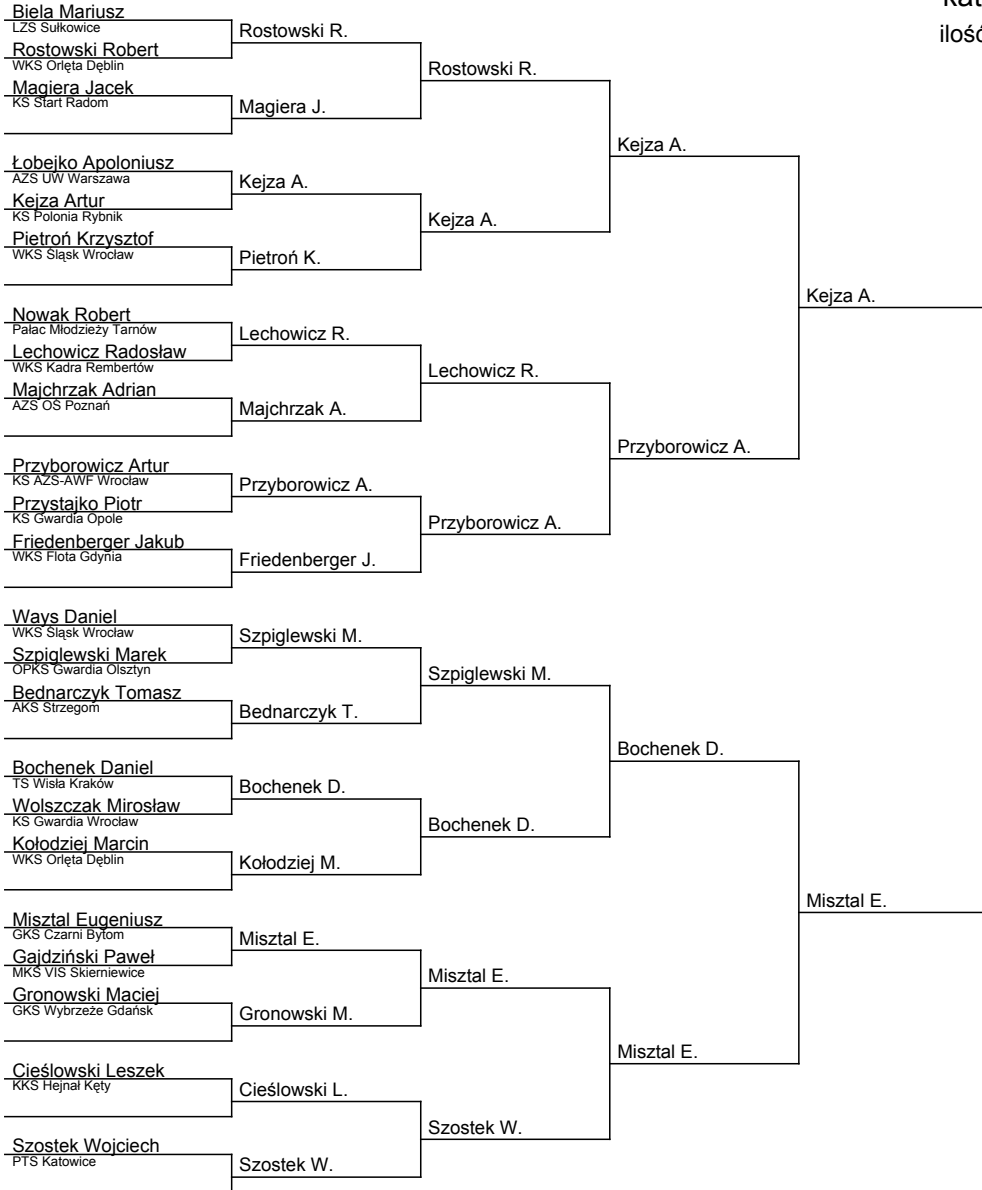 kat
ilość
Biela Mariusz
LZS Sułkowice
Rostowski Robert
WKS Orlęta Dęblin
Magiera Jacek
KS Start Radom
Łobejko Apoloniusz
AZS UW Warszawa
Kejza Artur
KS Polonia Rybnik
Pietroń Krzysztof
WKS Śląsk Wrocław
Nowak Robert
Pałac Młodzieży Tarnów
Lechowicz Radosław
WKS Kadra Rembertów
Majchrzak Adrian
AZS OŚ Poznań
Przyborowicz Artur
KS AZS-AWF Wrocław
Przystajko Piotr
KS Gwardia Opole
Friedenberger Jakub
WKS Flota Gdynia
Ways Daniel
WKS Śląsk Wrocław
Szpiglewski Marek
OPKS Gwardia Olsztyn
Bednarczyk Tomasz
AKS Strzegom
Bochenek Daniel
TS Wisła Kraków
Wolszczak Mirosław
KS Gwardia Wrocław
Kołodziej Marcin
WKS Orlęta Dęblin
Misztal Eugeniusz
GKS Czarni Bytom
Gajdziński Paweł
MKS VIS Skierniewice
Gronowski Maciej
GKS Wybrzeże Gdańsk
Cieślowski Leszek
KKS Hejnał Kęty
Szostek Wojciech
PTS Katowice
Rostowski R.
Magiera J.
Kejza A.
Pietroń K.
Lechowicz R.
Majchrzak A.
Przyborowicz A.
Friedenberger J.
Szpiglewski M.
Bednarczyk T.
Bochenek D.
Kołodziej M.
Misztal E.
Gronowski M.
Cieślowski L.
Szostek W.
Rostowski R.
Kejza A.
Lechowicz R.
Przyborowicz A.
Szpiglewski M.
Bochenek D.
Misztal E.
Szostek W.
Kejza A.
Przyborowicz A.
Bochenek D.
Misztal E.
Kejza A.
Misztal E.